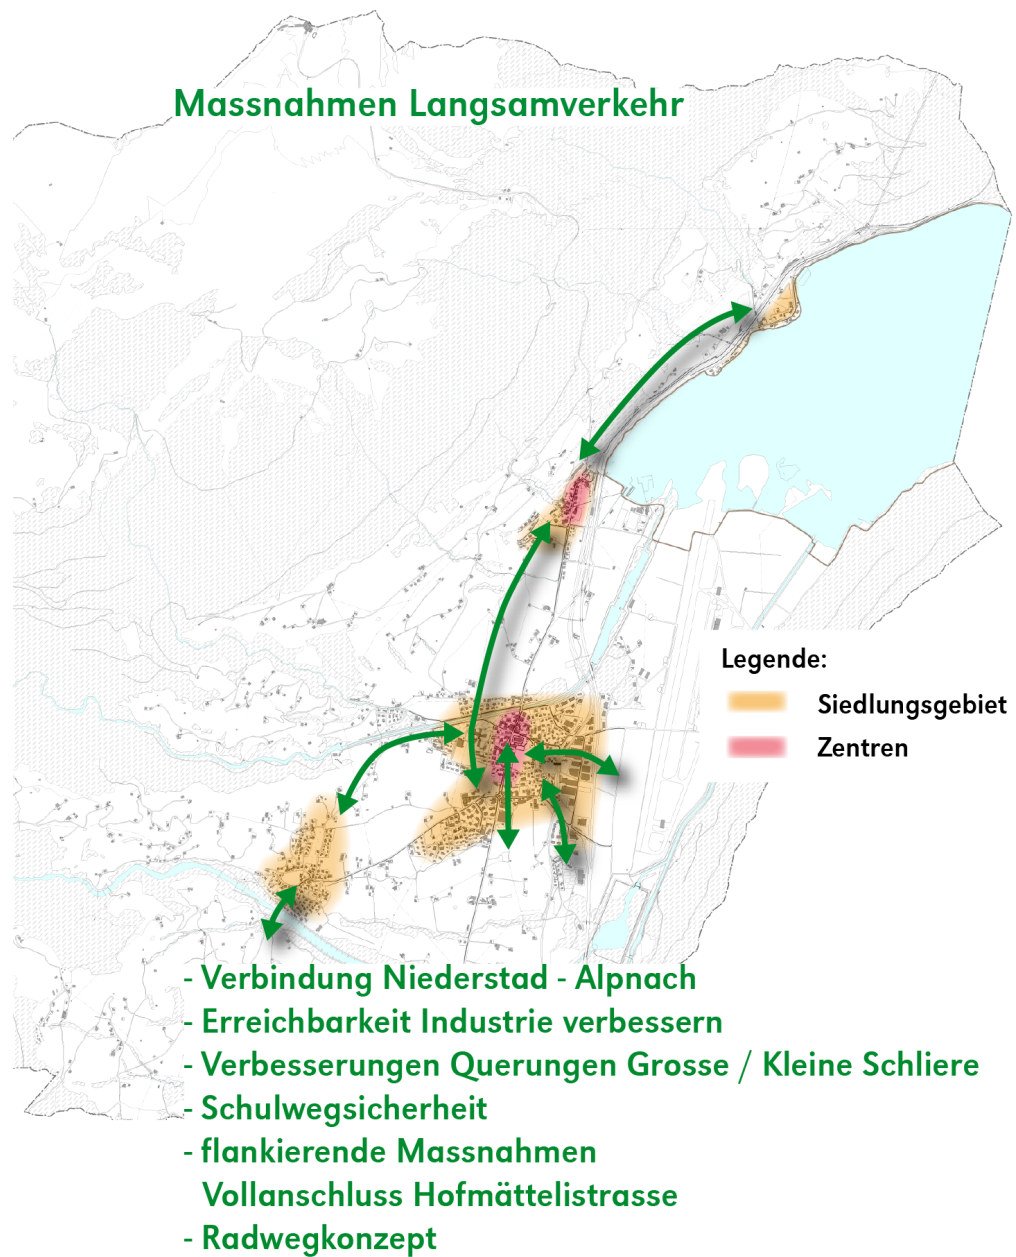 Massnahmen Langsamverkehr
Legende:
Siedlungsgebiet
Zentren
- Verbindung Niederstad - Alpnach
- Erreichbarkeit Industrie verbessern
- Verbesserungen Querungen Grosse / Kleine Schliere
- Schulwegsicherheit
- flankierende Massnahmen
Vollanschluss Hofmättelistrasse
- Radwegkonzept